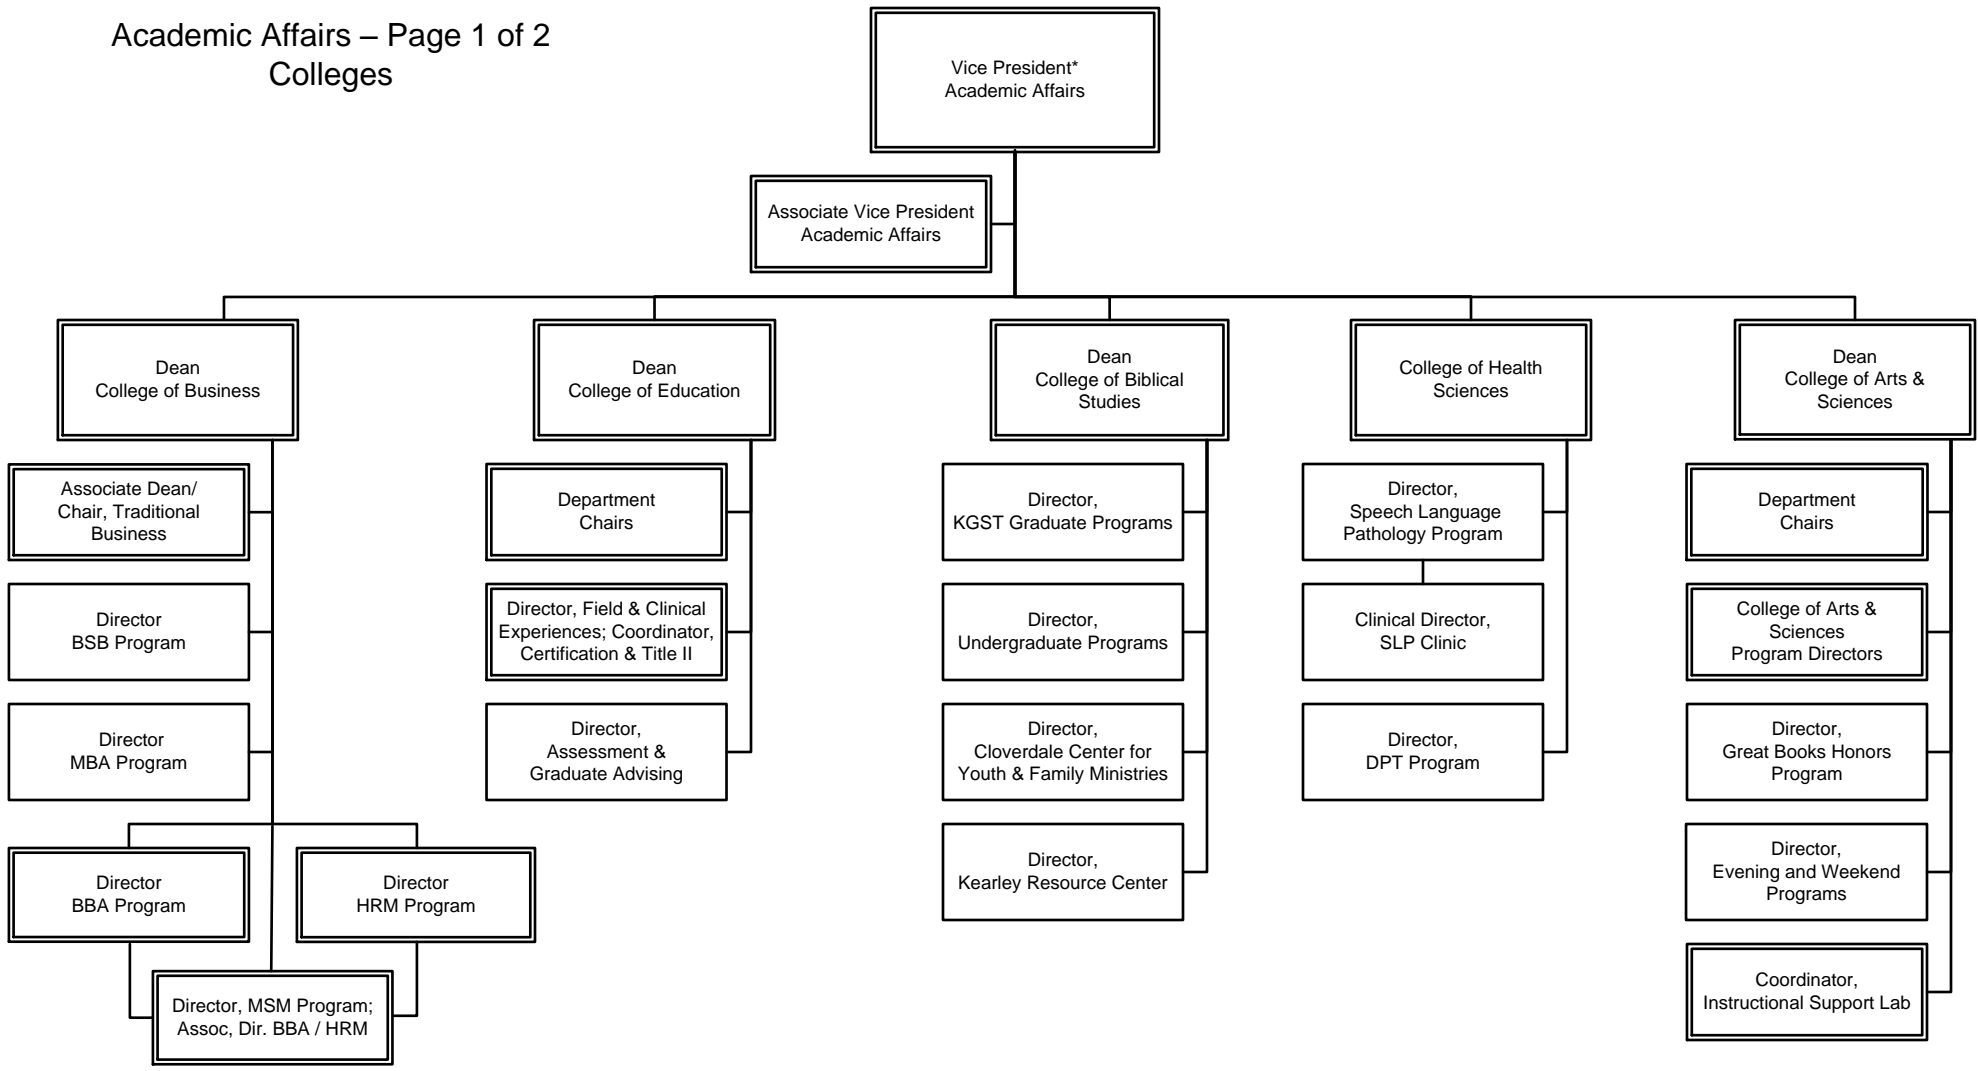 Academic Affairs – Page 1 of 2
Colleges
Vice President*
Academic Affairs
Associate Vice President
Academic Affairs
Dean
College of Business
Dean
College of Education
Dean
College of Biblical
Studies
College of Health
Sciences
Dean
College of Arts &
Sciences
Associate Dean/
Chair, Traditional
Business
Department
Chairs
Director,
KGST Graduate Programs
Director,
Speech Language
Pathology Program
Department
Chairs
Director
BSB Program
Director, Field & Clinical
Experiences; Coordinator,
Certification & Title II
Director,
Undergraduate Programs
Clinical Director,
SLP Clinic
College of Arts &
Sciences
Program Directors
Director
MBA Program
Director,
Assessment &
Graduate Advising
Director,
Cloverdale Center for
Youth & Family Ministries
Director,
DPT Program
Director,
Great Books Honors
Program
Director
BBA Program
Director
HRM Program
Director,
Kearley Resource Center
Director,
Evening and Weekend
Programs
Director, MSM Program;
Assoc, Dir. BBA / HRM
Coordinator,
Instructional Support Lab